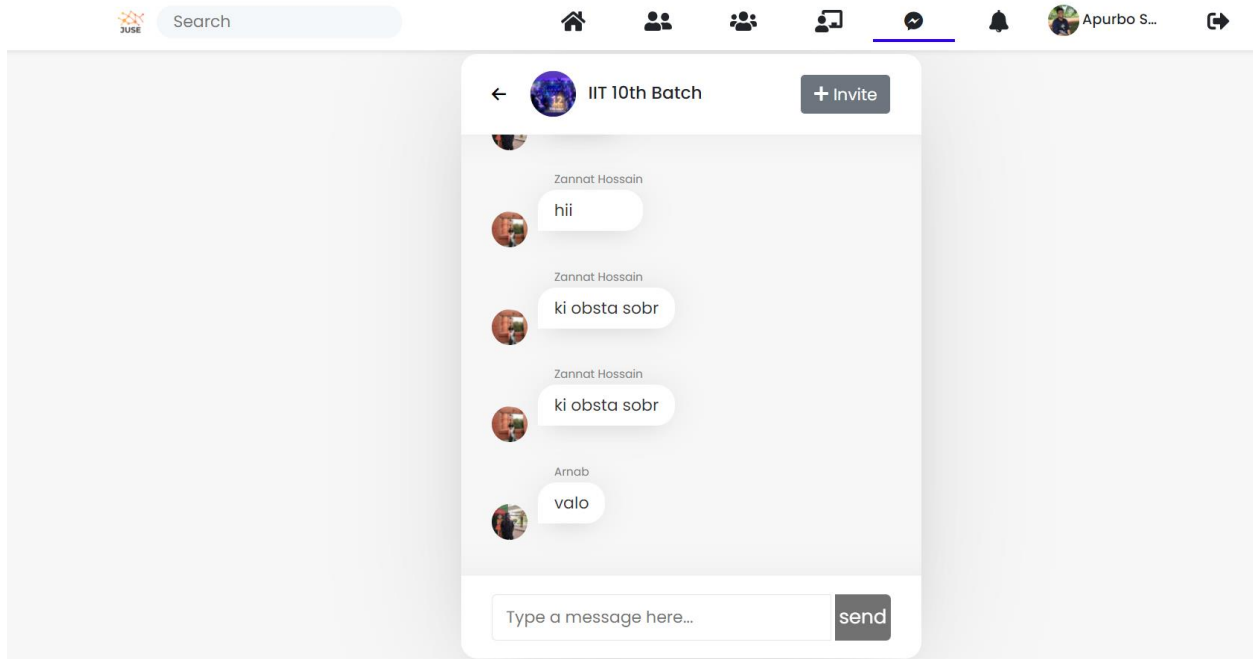 JUSE
Search
Apurbo S...
IIT 10th Batch
+ Invite
Zannat Hossain
hii
Zannat Hossain
ki obsta sobr
Zannat Hossain
ki obsta sobr
Arnab
valo
Type a message here...
send